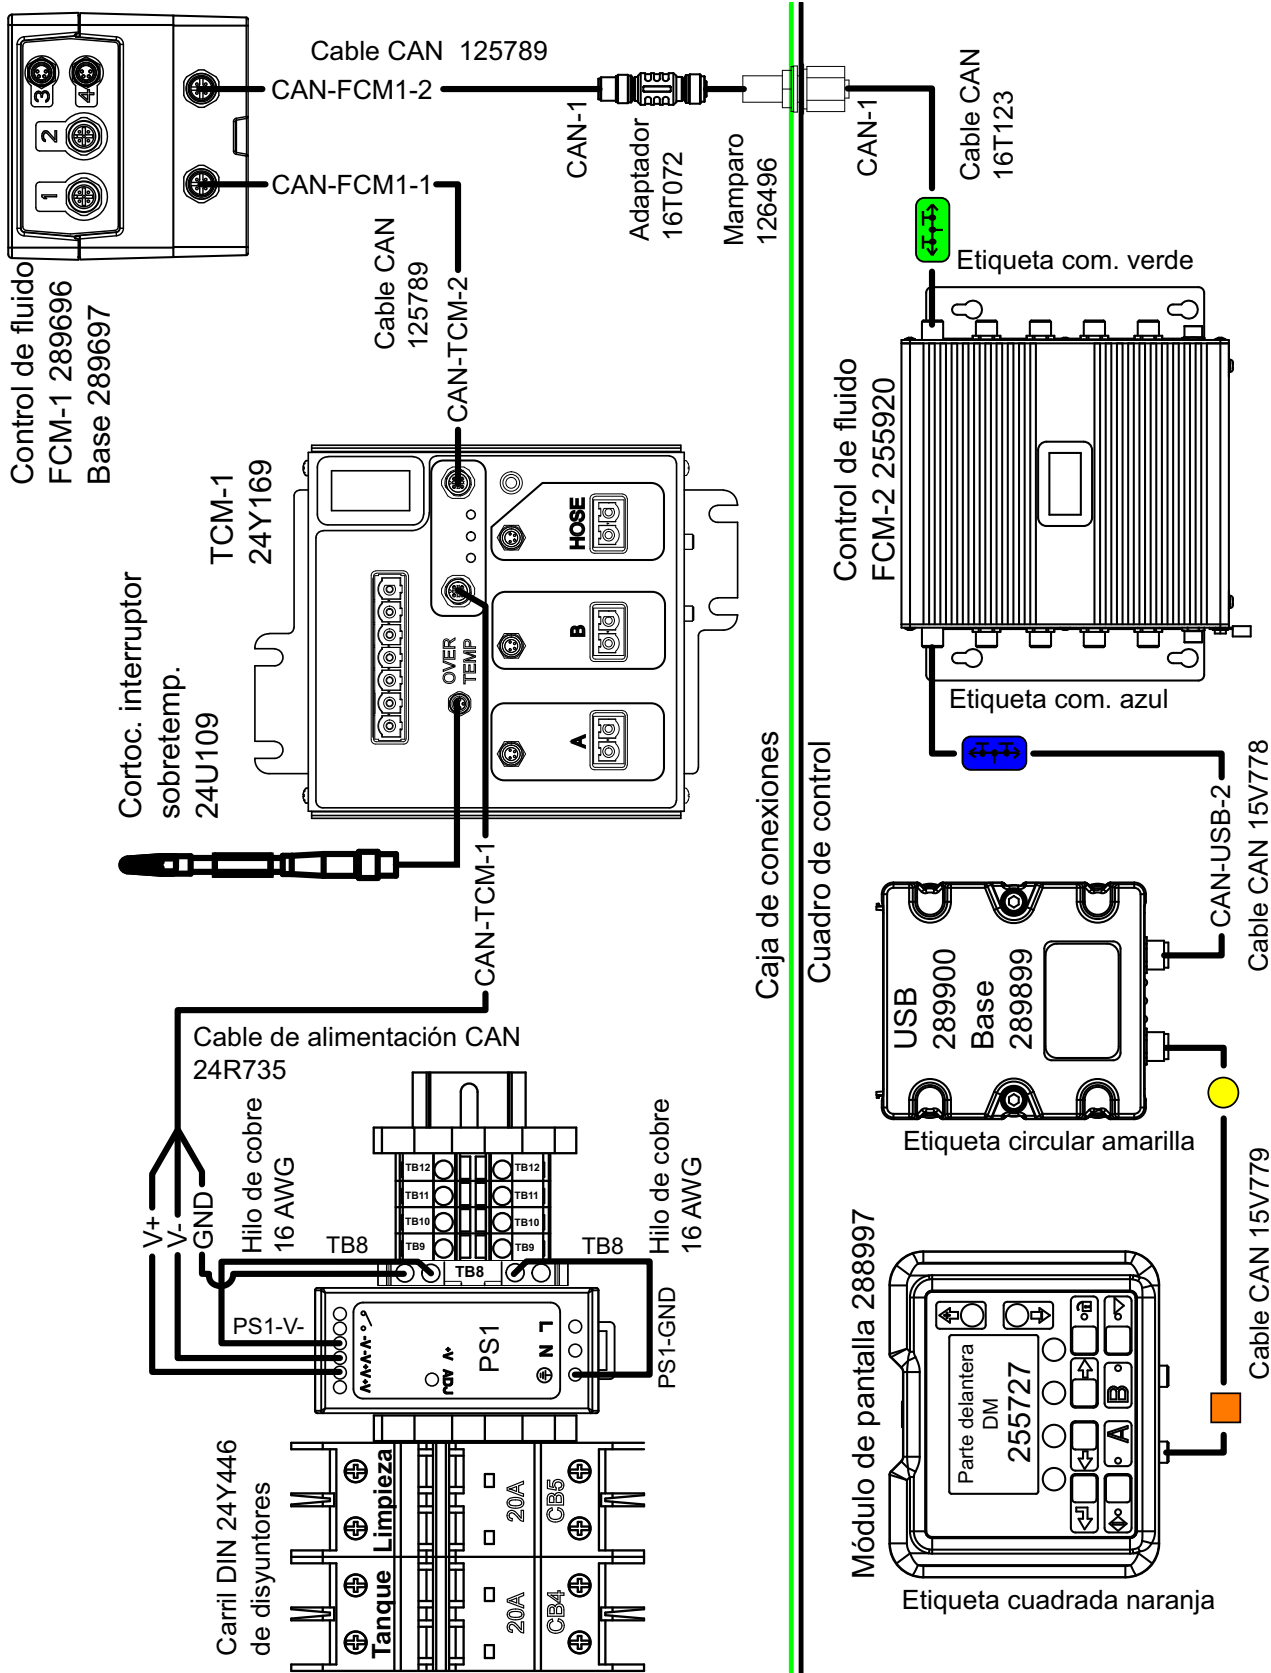 Cable CAN 125789
CAN-FCM1-2
CAN-FCM1-1
3
4
2
1
Control de fluido
FCM-1 289696
Base 289697
Cable CAN
125789
CAN-TCM-2
CAN-1
Adaptador
16T072
Mamparo
126496
CAN-1
Cable CAN
16T123
Etiqueta com. verde
Control de fluido
FCM-2 255920
Etiqueta com. azul
TCM-1
24Y169
HOSE
B
A
OVER
TEMP
Cortoc. interruptor
sobretemp.
24U109
CAN-TCM-1
Caja de conexiones
Cuadro de control
CAN-USB-2
Cable CAN 15V778
USB
289900
Base
289899
Etiqueta circular amarilla
Cable de alimentación CAN
24R735
V+
V-
GND
Hilo de cobre
16 AWG
TB8
TB12
TB11
TB10
TB9
TB12
TB11
TB10
TB9
TB8
TB8
Hilo de cobre
16 AWG
PS1-V-
PS1-GND
V+V+V-V-
+V ADJ
PS1
N L
Carril DIN 24Y446
de disyuntores
Tanque
Limpieza
20A
20A
CB4
CB5
Módulo de pantalla 288997
Parte delantera
DM
255727
A
B
Etiqueta cuadrada naranja
Cable CAN 15V779